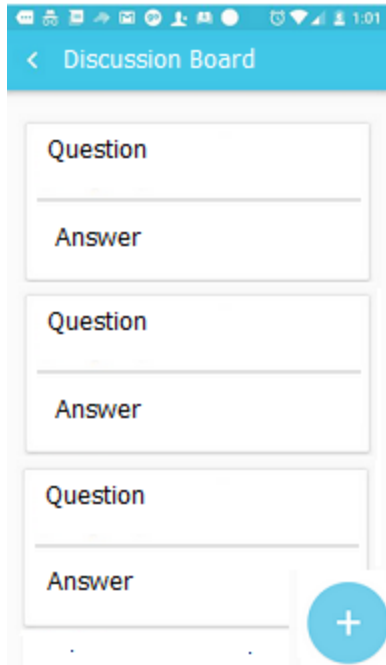 1:01
Discussion Board
Question
Answer
Question
Answer
Question
Answer
+